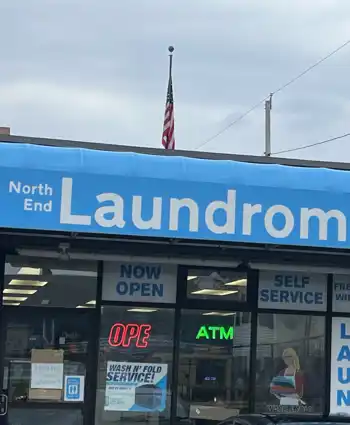 North
End
Laundrom
NOW
OPEN
SELF
SERVICE
OPE
ATM
WASH N' FOLD
SERVICE!
L
A
U
N